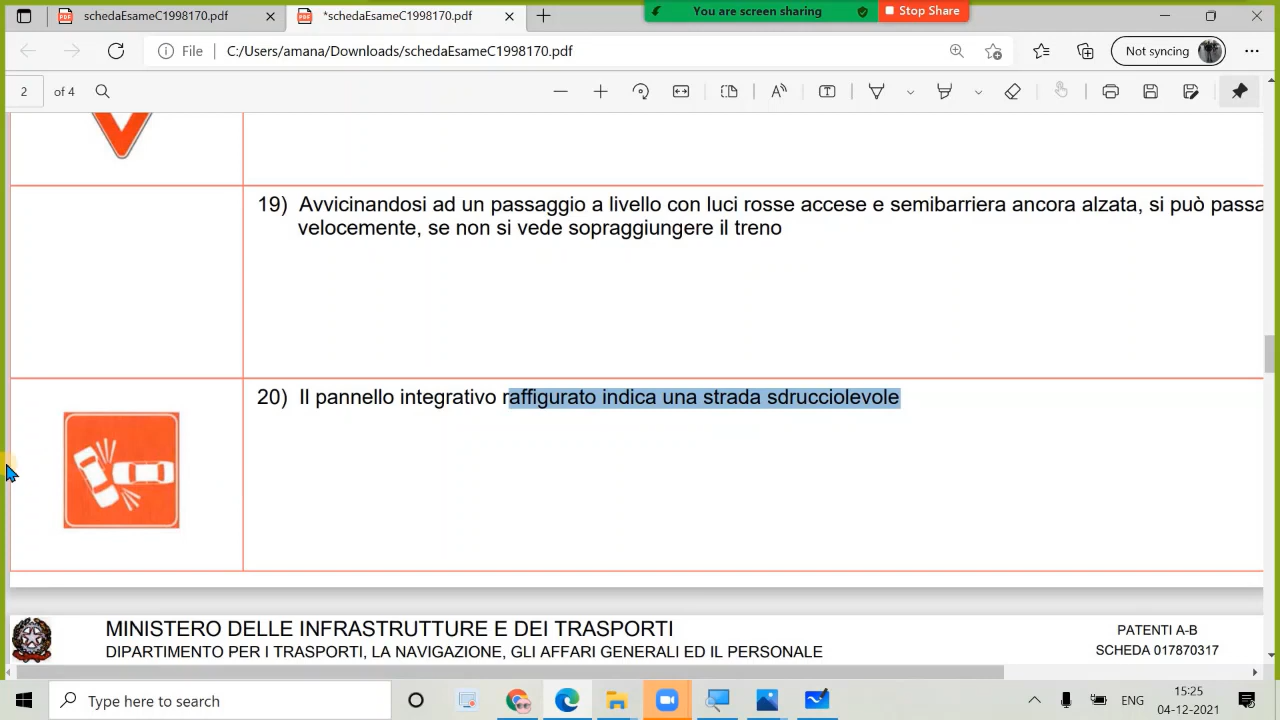 schedaEsameC1998170.pdf
*schedaEsameC1998170.pdf
You are screen sharing
Stop Share
File
C:/Users/amana/Downloads/schedaEsameC1998170.pdf
Not syncing
2 of 4
19) Avvicinandosi ad un passaggio a livello con luci rosse accese e semibarriera ancora alzata, si può passa
velocemente, se non si vede sopraggiungere il treno
20) Il pannello integrativo raffigurato indica una strada sdrucciolevole
MINISTERO DELLE INFRASTRUTTURE E DEI TRASPORTI
PATENTI A-B
DIPARTIMENTO PER I TRASPORTI, LA NAVIGAZIONE, GLI AFFARI GENERALI ED IL PERSONALE
SCHEDA 017870317
Type here to search
ENG
15:25
04-12-2021